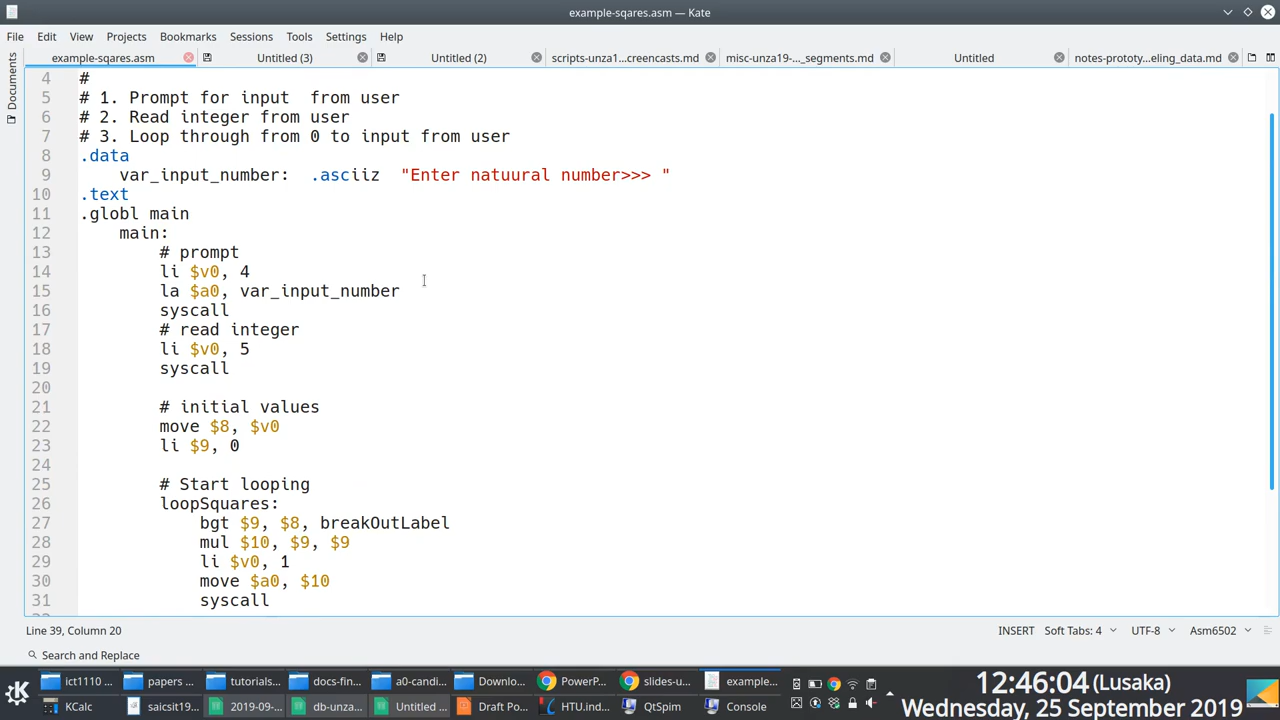 example-sqares.asm — Kate
File Edit View Projects Bookmarks Sessions Tools Settings Help
Documents
example-sqares.asm Untitled (3) Untitled (2) scripts-unza1...creencasts.md misc-unza19-..._segments.md Untitled notes-prototy...eling_data.md
4 #
5 # 1. Prompt for input  from user
6 # 2. Read integer from user
7 # 3. Loop through from 0 to input from user
8 .data
9 var_input_number:  .asciiz  "Enter natuural number>>> "
10 .text
11 .globl main
12 main:
13 # prompt
14 li $v0, 4
15 la $a0, var_input_number
16 syscall
17 # read integer
18 li $v0, 5
19 syscall
20
21 # initial values
22 move $8, $v0
23 li $9, 0
24
25 # Start looping
26 loopSquares:
27 bgt $9, $8, breakOutLabel
28 mul $10, $9, $9
29 li $v0, 1
30 move $a0, $10
31 syscall
Line 39, Column 20 INSERT Soft Tabs: 4 UTF-8 Asm6502
Search and Replace
ict1110 ... papers ... tutorials... docs-fin... a0-candi... Downlo... PowerP... slides-u... example...
KCalc saicsit19... 2019-09-... db-unza... Untitled ... Draft Po... HTU.ind... QtSpim Console
12:46:04 (Lusaka)
Wednesday, 25 September 2019